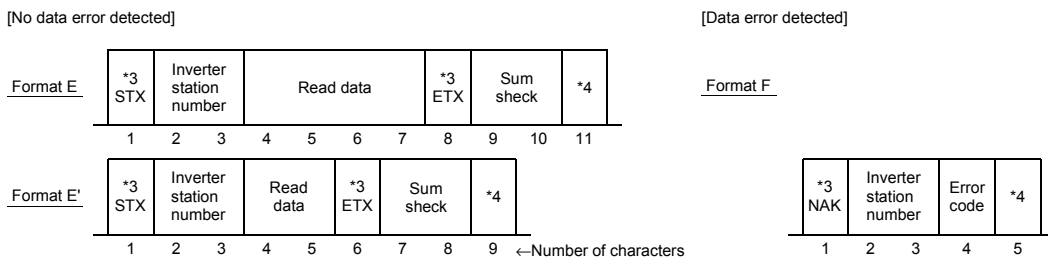 [No data error detected]
[Data error detected]
Format E
*3 STX
Inverter station number
Read data
*3 ETX
Sum sheck
*4
1 2 3 4 5 6 7 8 9 10 11
Format F
Format E'
*3 STX
Inverter station number
Read data
*3 ETX
Sum sheck
*4
1 2 3 4 5 6 7 8 9 ←Number of characters
*3 NAK
Inverter station number
Error code
*4
1 2 3 4 5